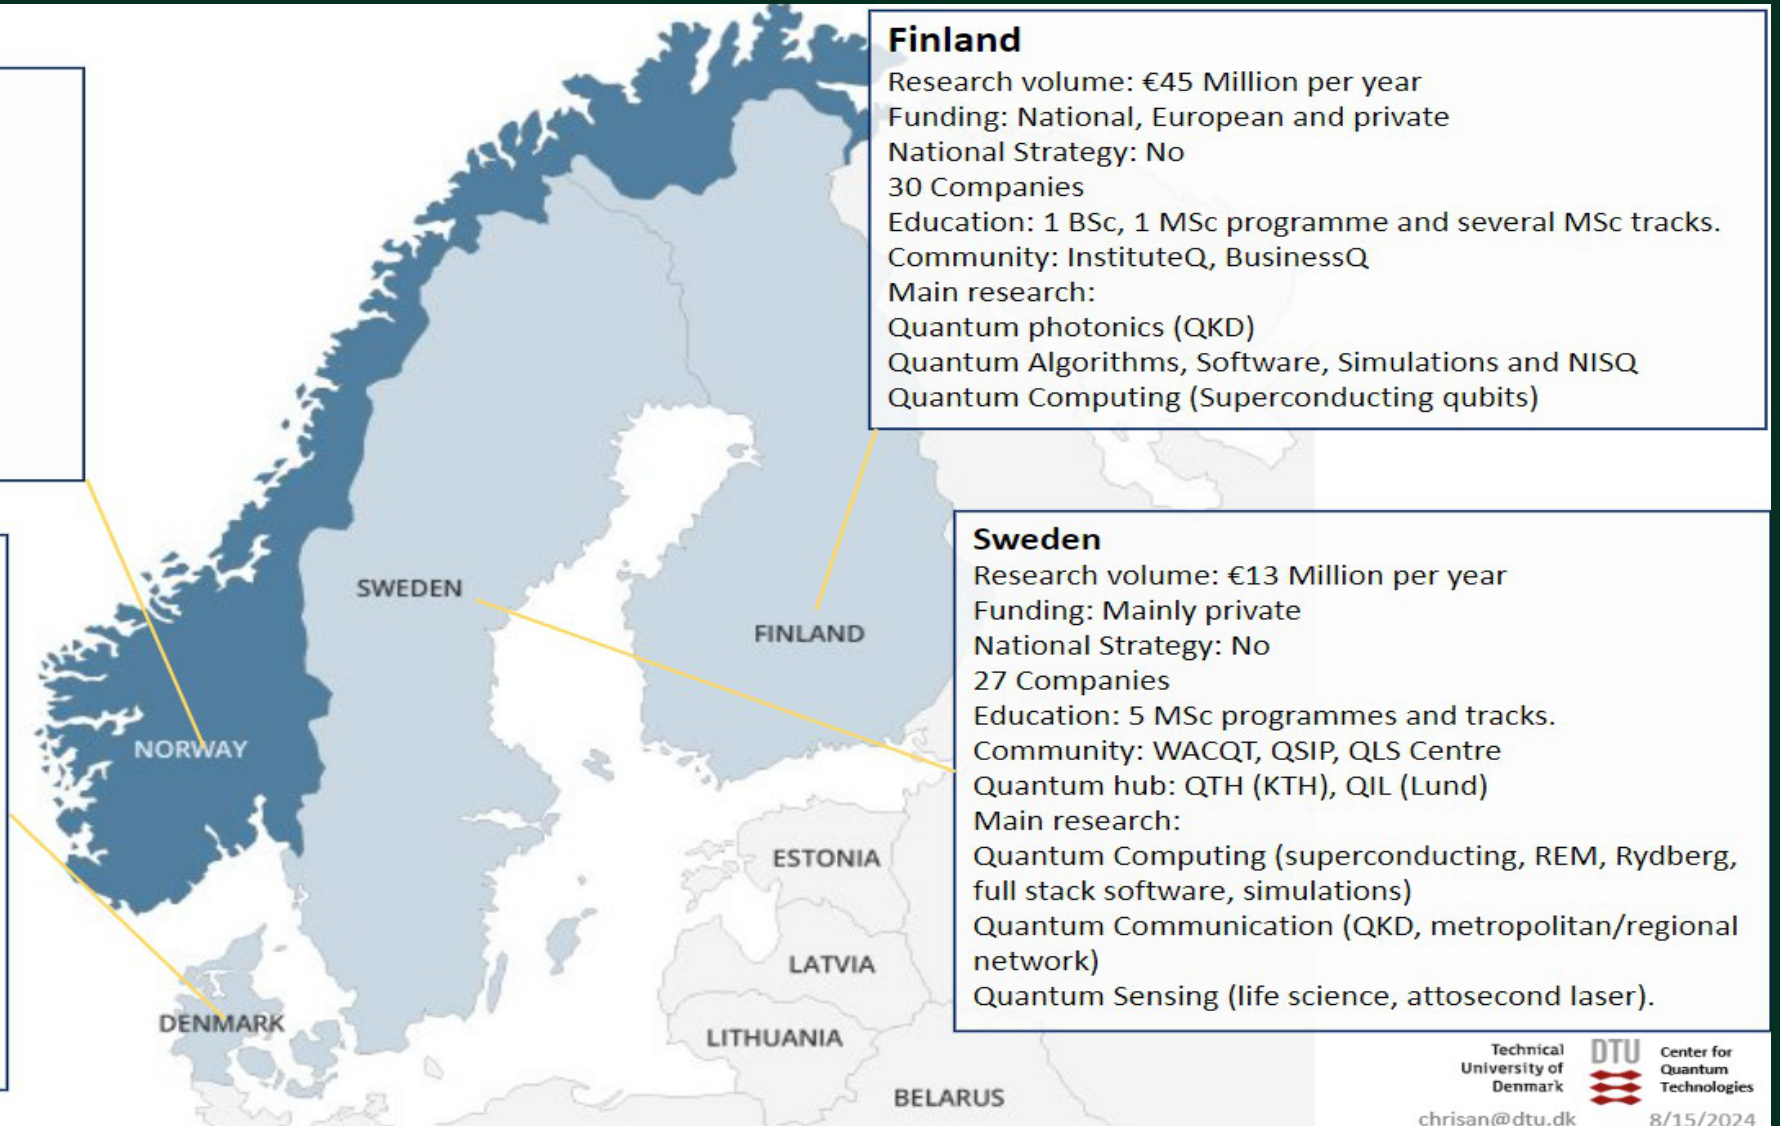 Finland
Research volume: €45 Million per year
Funding: National, European and private
National Strategy: No
30 Companies
Education: 1 BSc, 1 MSc programme and several MSc tracks.
Community: InstituteQ, BusinessQ
Main research:
Quantum photonics (QKD)
Quantum Algorithms, Software, Simulations and NISQ
Quantum Computing (Superconducting qubits)
Sweden
Research volume: €13 Million per year
Funding: Mainly private
National Strategy: No
27 Companies
Education: 5 MSc programmes and tracks.
Community: WACQT, QSIP, QLS Centre
Quantum hub: QTH (KTH), QIL (Lund)
Main research:
Quantum Computing (superconducting, REM, Rydberg,
full stack software, simulations)
Quantum Communication (QKD, metropolitan/regional
network)
Quantum Sensing (life science, attosecond laser).
SWEDEN
FINLAND
NORWAY
ESTONIA
LATVIA
DENMARK
LITHUANIA
BELARUS
Technical
University of
Denmark
DTU
Center for
Quantum
Technologies
chrisan@dtu.dk
8/15/2024